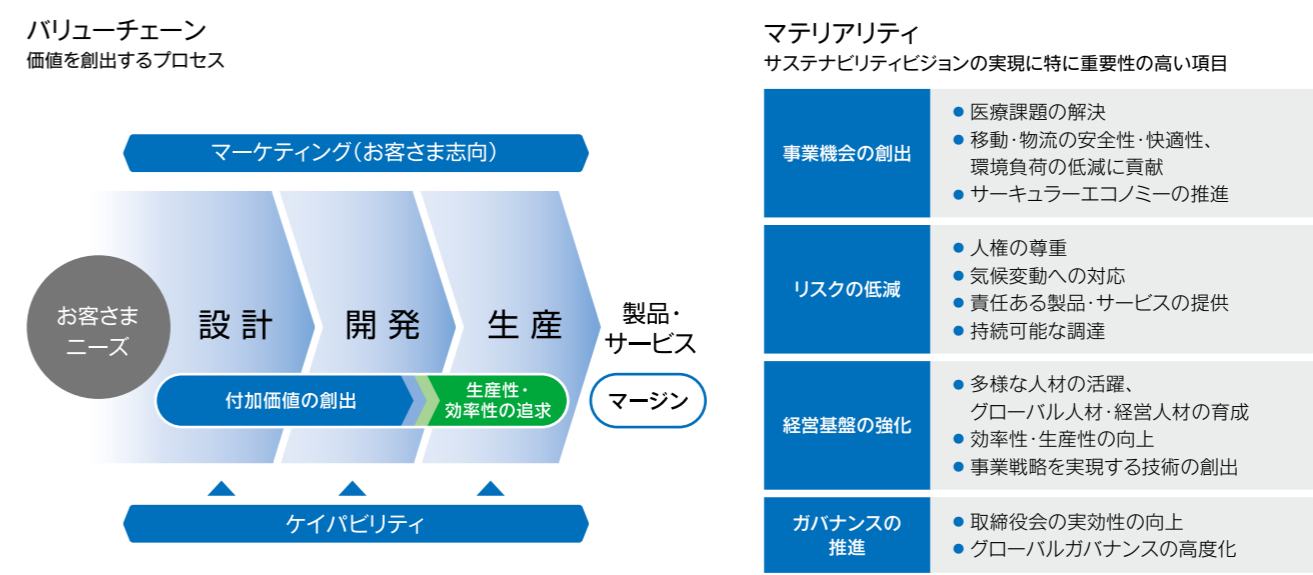 バリューチェーン
価値を創出するプロセス
マーケティング(お客さま志向)
お客さま
ニーズ
設計
開発
生産
製品・
サービス
付加価値の創出
生産性・
効率性の追求
マージン
ケイパビリティ
マテリアリティ
サステナビリティビジョンの実現に特に重要性の高い項目
事業機会の創出
● 医療課題の解決
● 移動・物流の安全性・快適性、
環境負荷の低減に貢献
● サーキュラーエコノミーの推進
リスクの低減
● 人権の尊重
● 気候変動への対応
● 責任ある製品・サービスの提供
● 持続可能な調達
経営基盤の強化
● 多様な人材の活躍、
グローバル人材・経営人材の育成
● 効率性・生産性の向上
● 事業戦略を実現する技術の創出
ガバナンスの
推進
● 取締役会の実効性の向上
● グローバルガバナンスの高度化